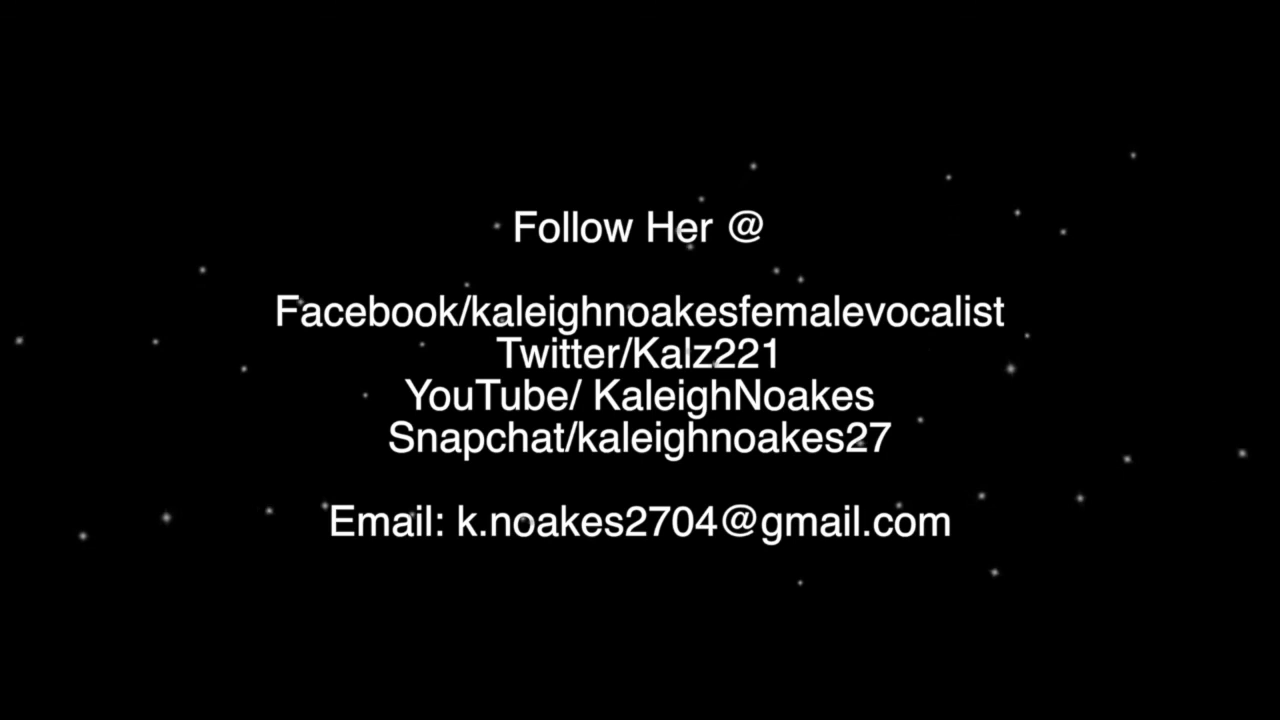 Follow Her @
Facebook/kaleighnoakesfemalevocalist
Twitter/Kalz221
YouTube/ KaleighNoakes
Snapchat/kaleighnoakes27
Email: k.noakes2704@gmail.com